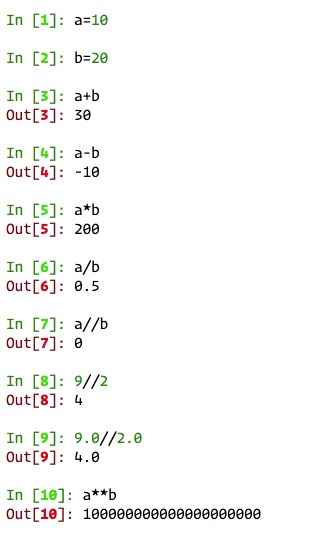 In [1]: a=10
In [2]: b=20
In [3]: a+b
Out[3]: 30
In [4]: a-b
Out[4]: -10
In [5]: a*b
Out[5]: 200
In [6]: a/b
Out[6]: 0.5
In [7]: a//b
Out[7]: 0
In [8]: 9//2
Out[8]: 4
In [9]: 9.0//2.0
Out[9]: 4.0
In [10]: a**b
Out[10]: 100000000000000000000